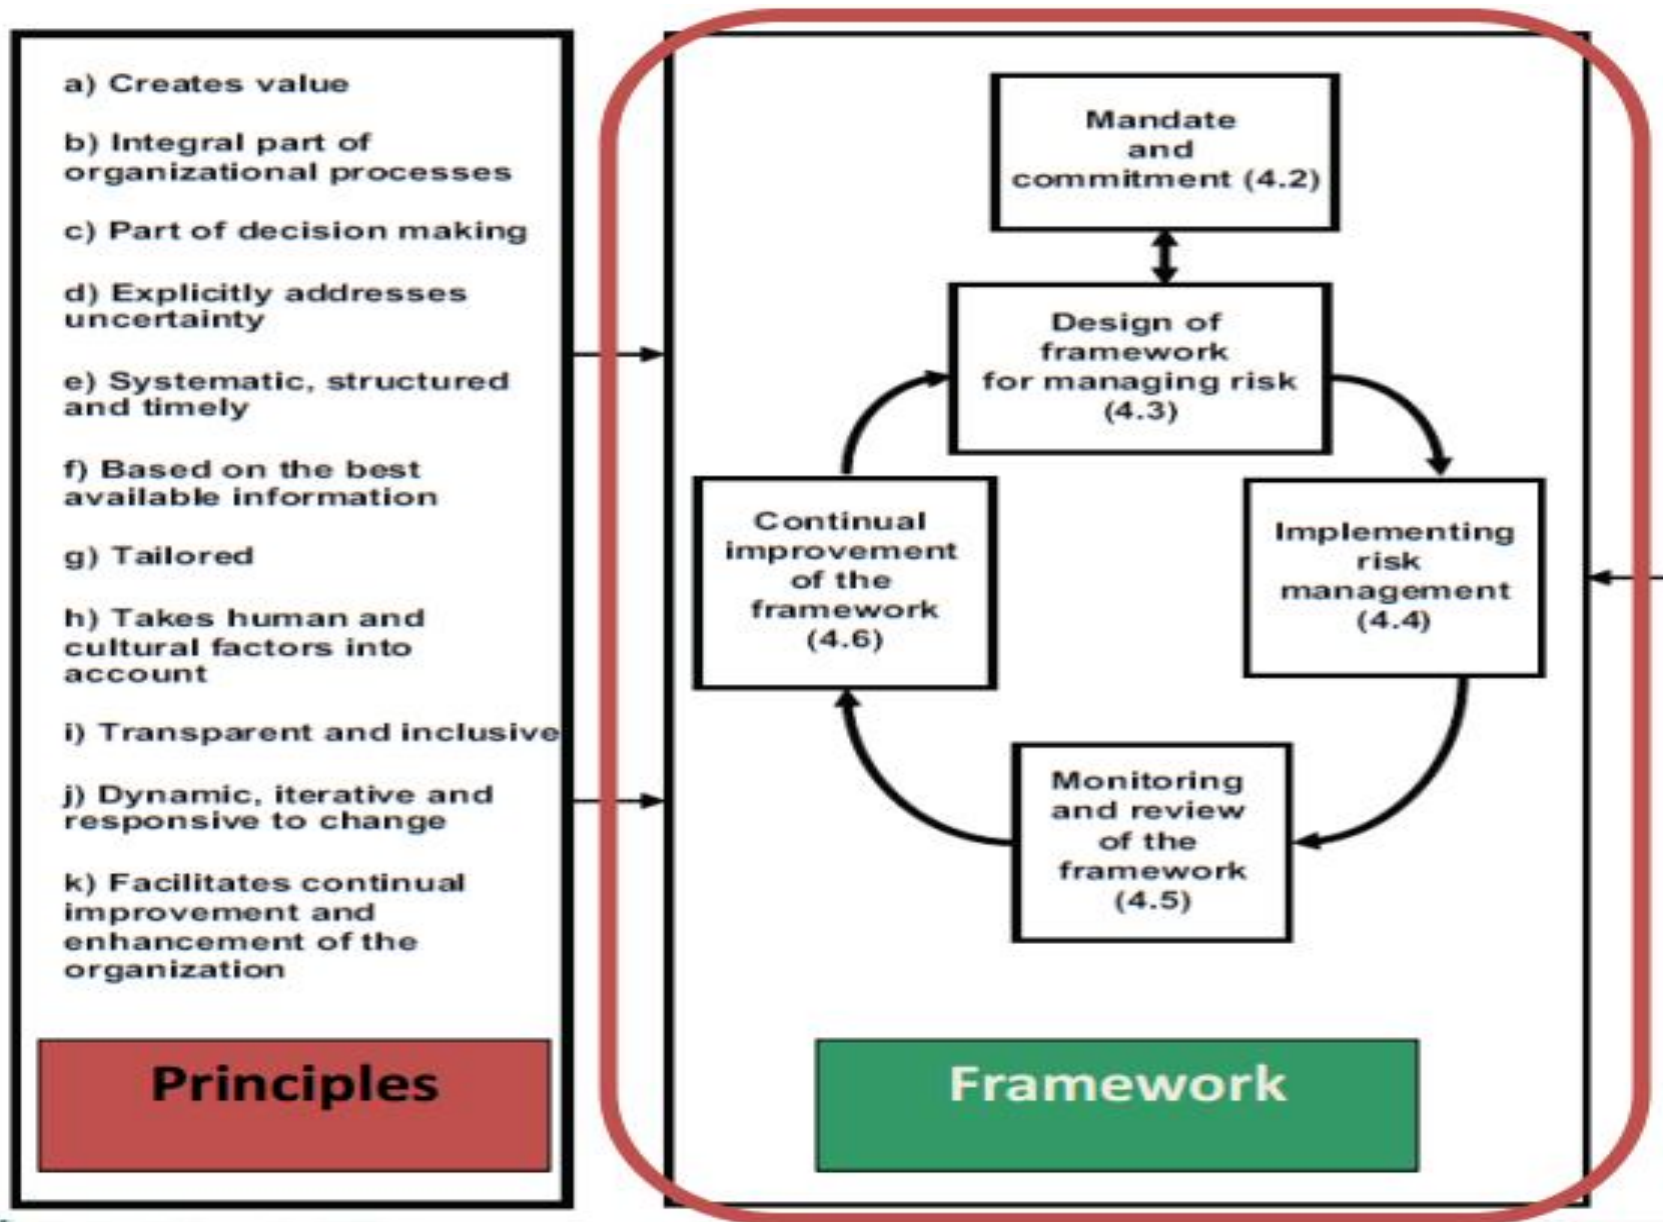 a) Creates value
b) Integral part of
organizational processes
c) Part of decision making
d) Explicitly addresses
uncertainty
e) Systematic, structured
and timely
f) Based on the best
available information
g) Tailored
h) Takes human and
cultural factors into
account
i) Transparent and inclusive
j) Dynamic, iterative and
responsive to change
k) Facilitates continual
improvement and
enhancement of the
organization
Principles
Mandate
and
commitment (4.2)
Design of
framework
for managing risk
(4.3)
Implementing
risk
management
(4.4)
Monitoring
and review
of the
framework
(4.5)
Continual
improvement
of the
framework
(4.6)
Framework